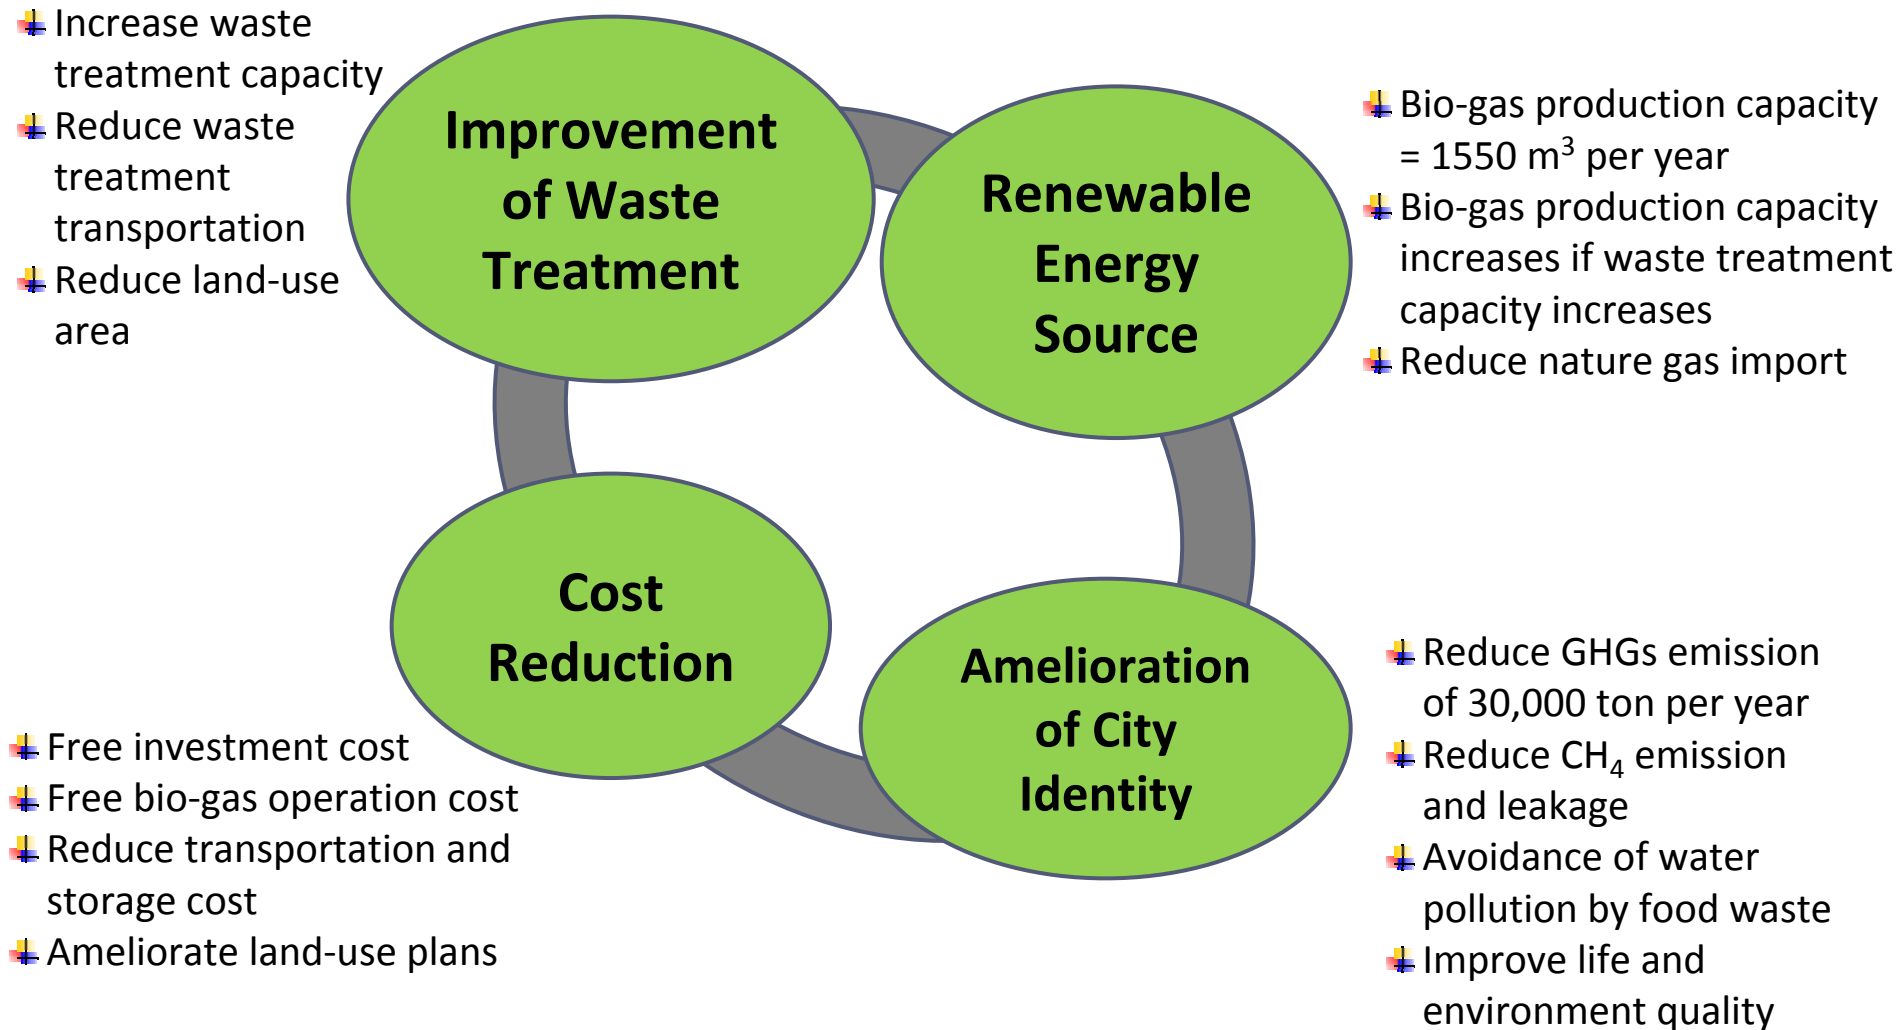 Increase waste
treatment capacity
Reduce waste
treatment
transportation
Reduce land-use
area
Improvement
of Waste
Treatment
Renewable
Energy
Source
Bio-gas production capacity
= 1550 m³ per year
Bio-gas production capacity
increases if waste treatment
capacity increases
Reduce nature gas import
Cost
Reduction
Amelioration
of City
Identity
Free investment cost
Free bio-gas operation cost
Reduce transportation and
storage cost
Ameliorate land-use plans
Reduce GHGs emission
of 30,000 ton per year
Reduce CH₄ emission
and leakage
Avoidance of water
pollution by food waste
Improve life and
environment quality